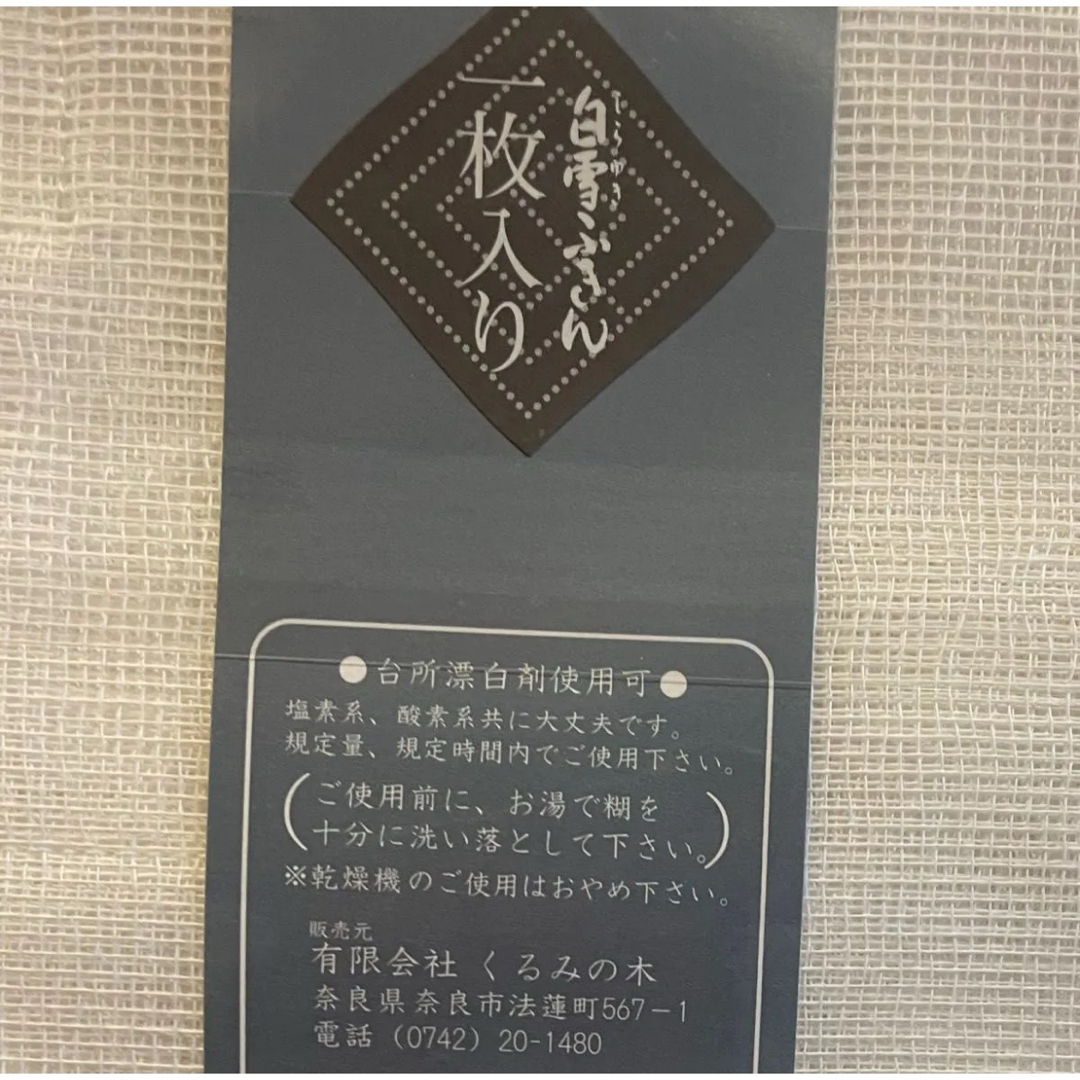 白雪ふきん
しらゆき
一枚入り
●台所漂白剤使用可●
塩素系、酸素系共に大丈夫です。
規定量、規定時間内でご使用下さい。
(ご使用前に、お湯で糊を
十分に洗い落として下さい。)
※乾燥機のご使用はおやめ下さい。
販売元
有限会社 くるみの木
奈良県奈良市法蓮町567-1
電話 (0742) 20-1480